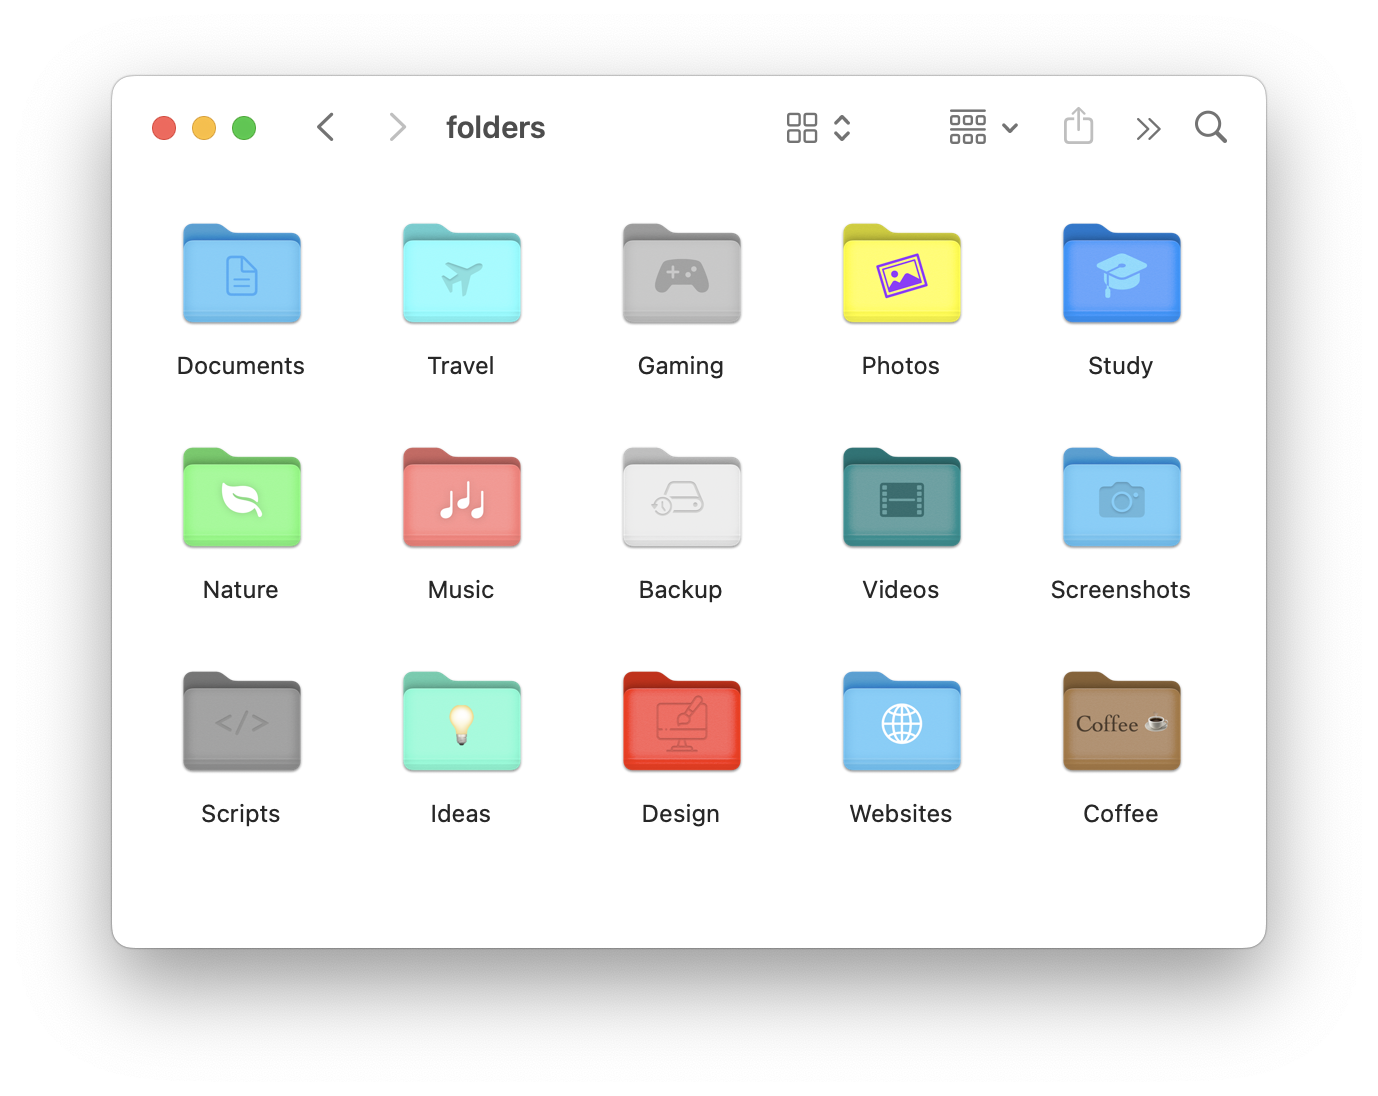 folders
Documents
Travel
Gaming
Photos
Study
Nature
Music
Backup
Videos
Screenshots
</>
Coffee ☕
Scripts
Ideas
Design
Websites
Coffee